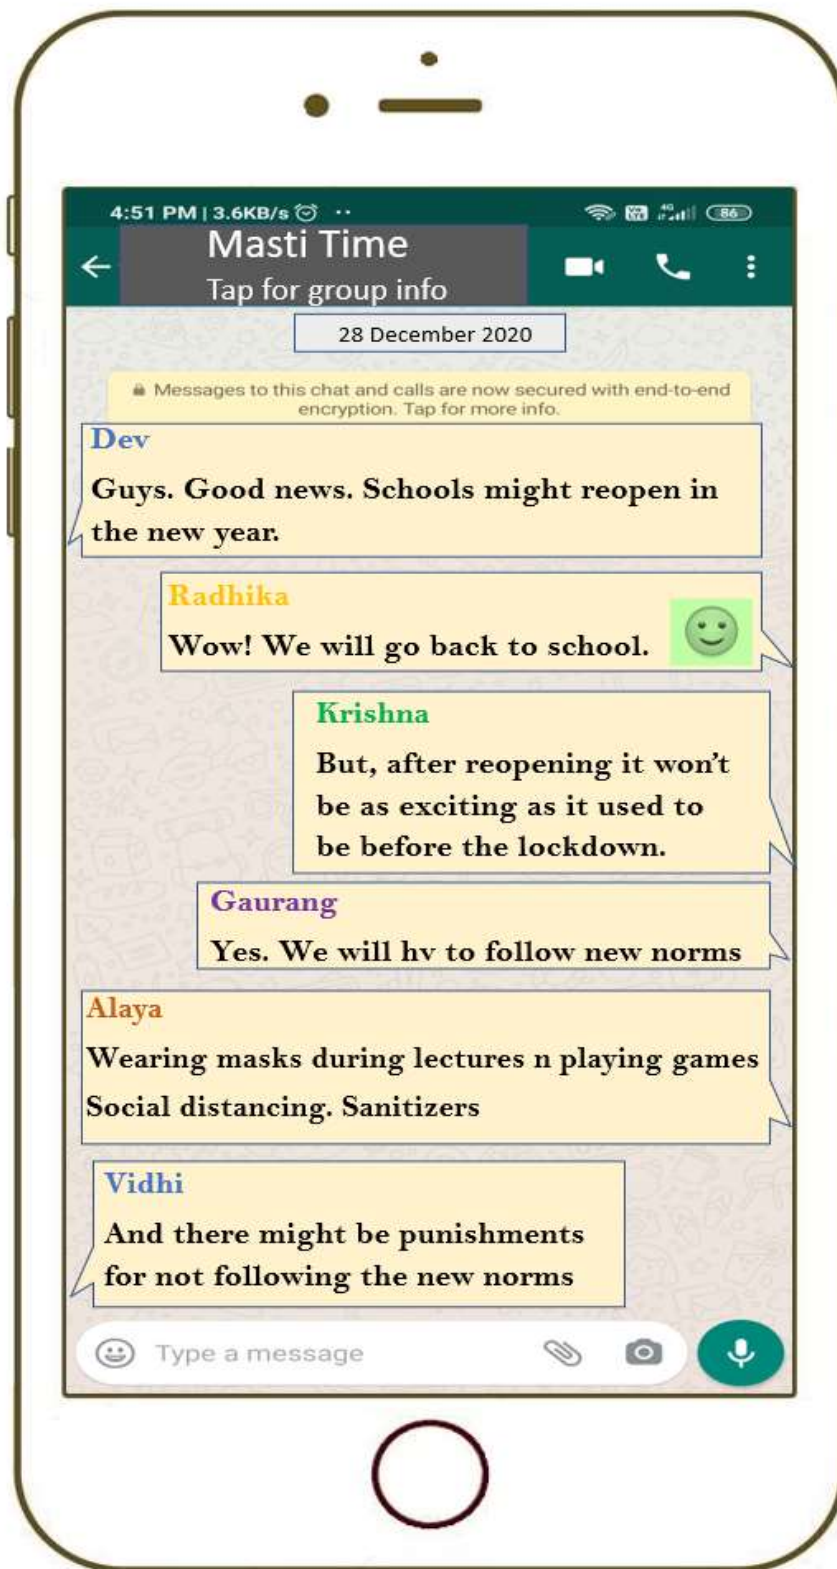 4:51 PM | 3.6KB/s
4G
86
Masti Time
Tap for group info
28 December 2020
Messages to this chat and calls are now secured with end-to-end
encryption. Tap for more info.
Dev
Guys. Good news. Schools might reopen in
the new year.
Radhika
Wow! We will go back to school.
Krishna
But, after reopening it won't
be as exciting as it used to
be before the lockdown.
Gaurang
Yes. We will hv to follow new norms
Alaya
Wearing masks during lectures n playing games
Social distancing. Sanitizers
Vidhi
And there might be punishments
for not following the new norms
Type a message